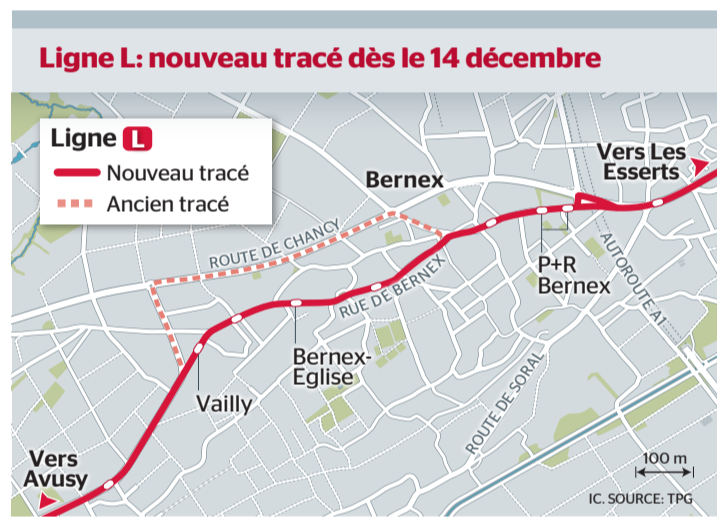 Ligne L: nouveau tracé dès le 14 décembre
Ligne L
Nouveau tracé
Ancien tracé
Vers Les
Esserts
Bernex
ROUTE DE CHANCY
AUTOROUTE A1
P+R
Bernex
RUE DE BERNEX
Bernex-
Eglise
Vailly
ROUTE DE SORAL
Vers
Avusy
100 m
IC. SOURCE: TPG